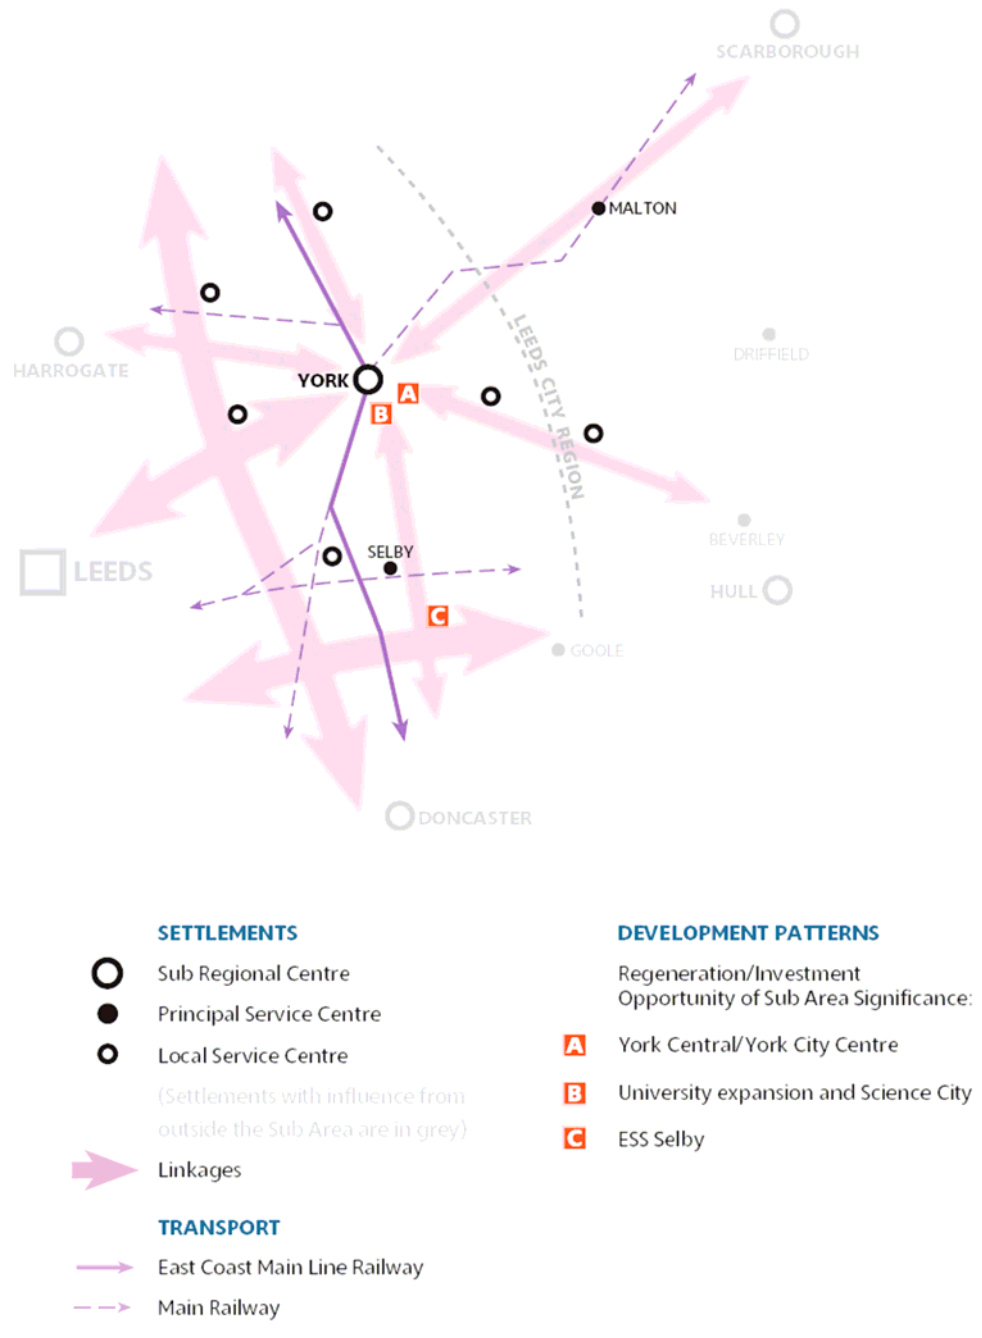 SCARBOROUGH
MALTON
LEEDS CITY REGION
DRIFFIELD
HARROGATE
YORK
A
B
BEVERLEY
SELBY
LEEDS
HULL
C
GOOLE
DONCASTER
SETTLEMENTS
Sub Regional Centre
Principal Service Centre
Local Service Centre
(Settlements with influence from
outside the Sub Area are in grey)
Linkages
TRANSPORT
East Coast Main Line Railway
Main Railway
DEVELOPMENT PATTERNS
Regeneration/Investment
Opportunity of Sub Area Significance:
A York Central/York City Centre
B University expansion and Science City
C ESS Selby